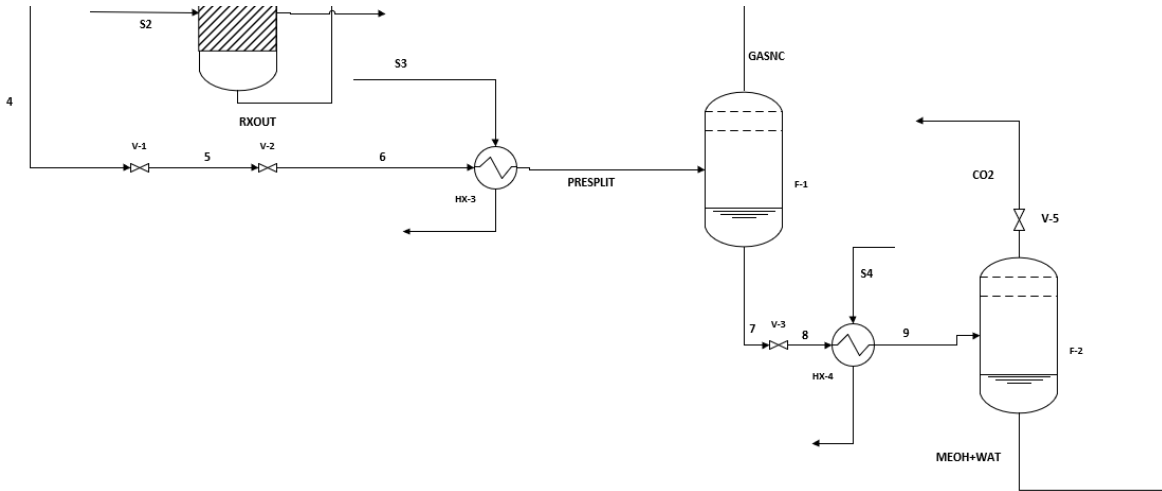 S2
GASNC
S3
4
RXOUT
V-1
5
V-2
6
HX-3
PRESPLIT
F-1
CO2
V-5
S4
7
V-3
8
9
HX-4
F-2
MEOH+WAT